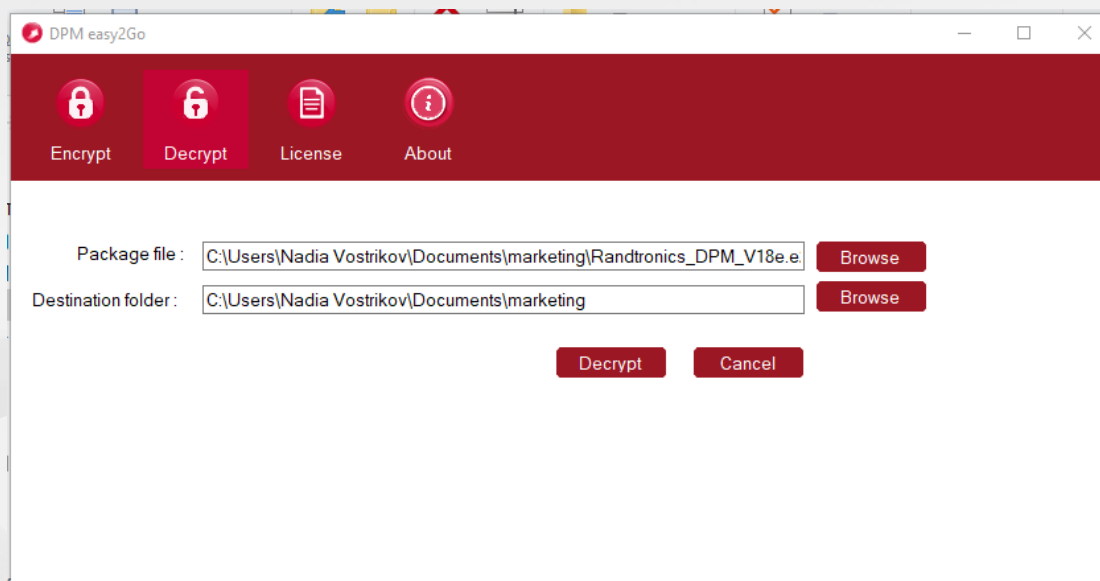 DPM easy2Go
Encrypt Decrypt License About
Package file : C:\Users\Nadia Vostrikov\Documents\marketing\Randtronics_DPM_V18e.e Browse
Destination folder : C:\Users\Nadia Vostrikov\Documents\marketing Browse
Decrypt Cancel